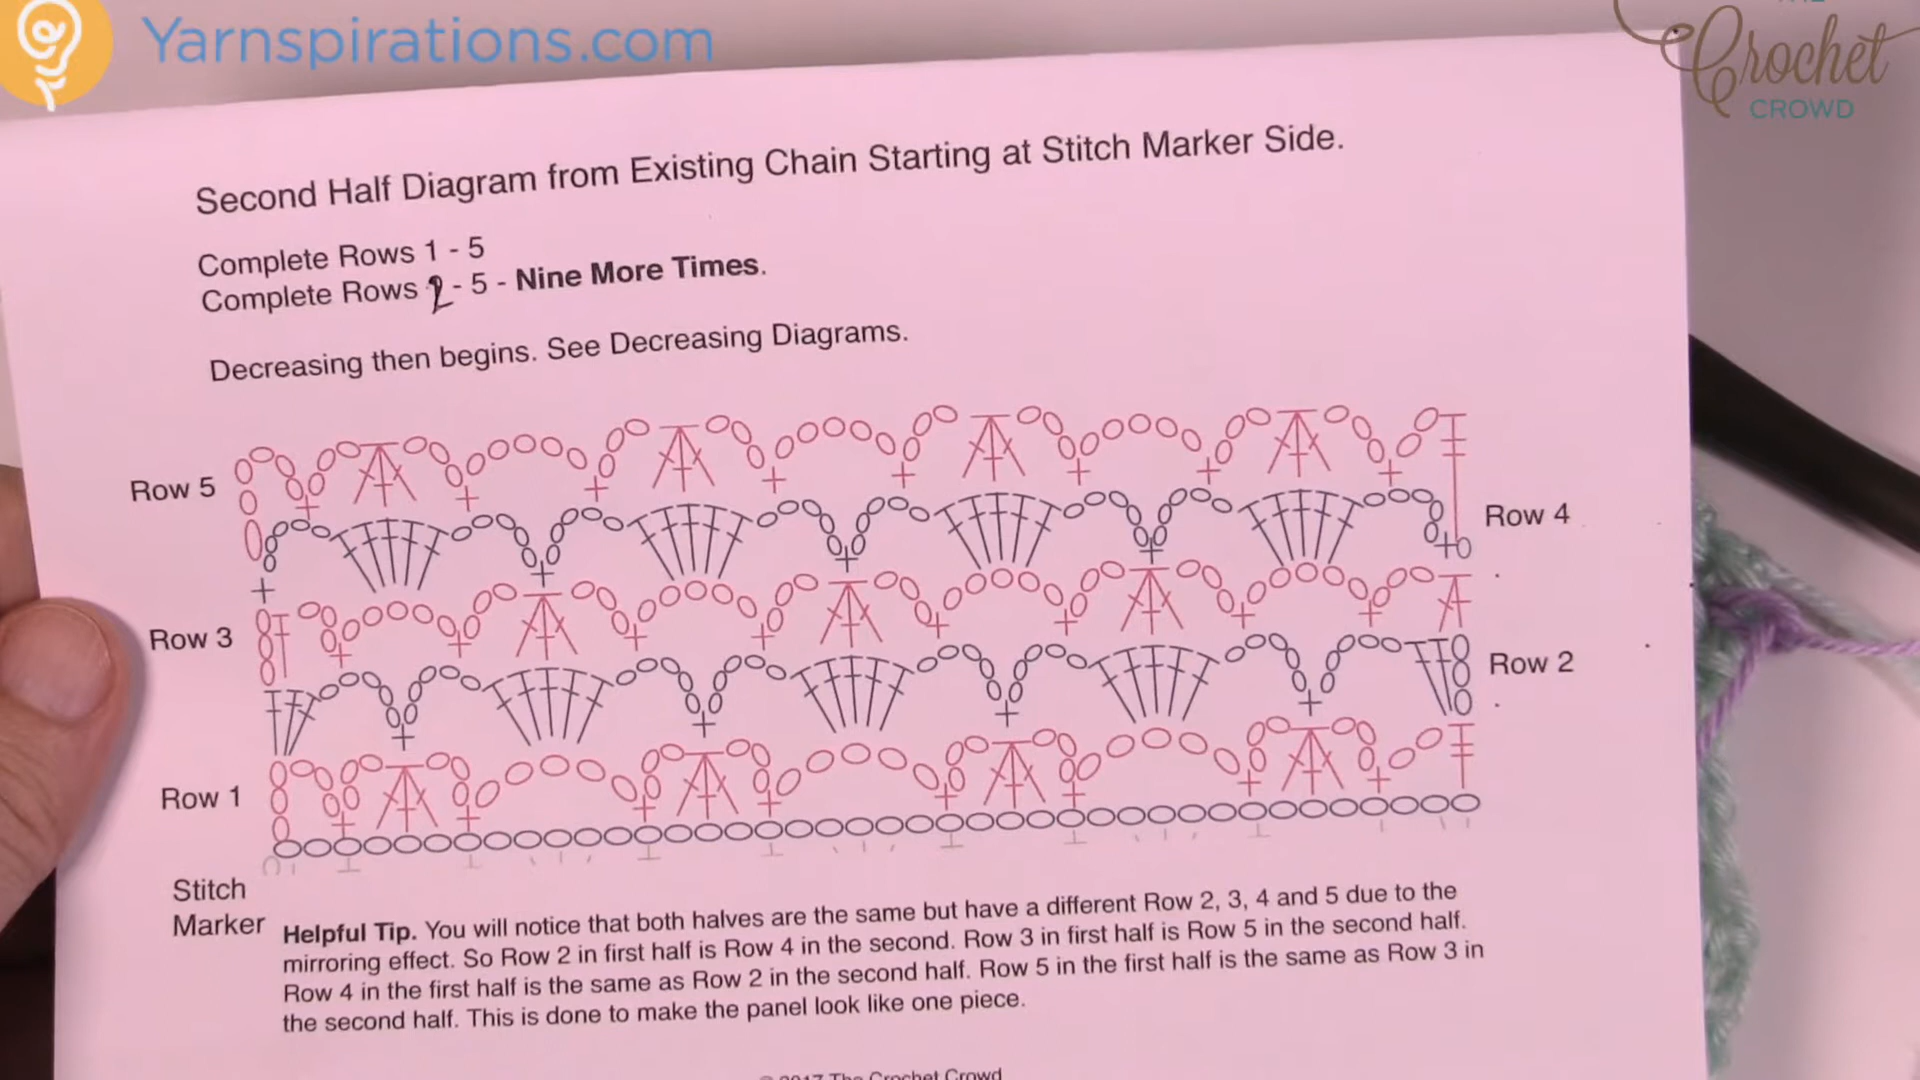 Yarnspirations.com
Crochet
CROWD
Second Half Diagram from Existing Chain Starting at Stitch Marker Side.
Complete Rows 1 - 5
Complete Rows 2 - 5 - Nine More Times.
Decreasing then begins. See Decreasing Diagrams.
Row 5
Row 4
Row 3
Row 2
Row 1
Stitch
Marker
Helpful Tip. You will notice that both halves are the same but have a different Row 2, 3, 4 and 5 due to the
mirroring effect. So Row 2 in first half is Row 4 in the second. Row 3 in first half is Row 5 in the second half.
Row 4 in the first half is the same as Row 2 in the second half. Row 5 in the first half is the same as Row 3 in
the second half. This is done to make the panel look like one piece.
2017 The Crochet Crowd